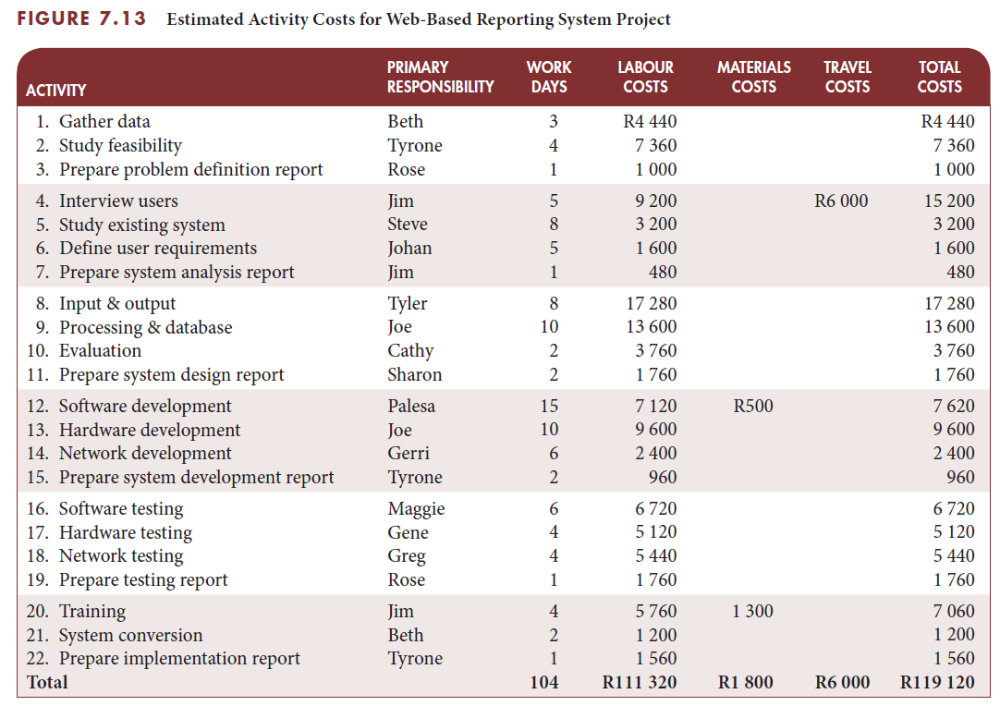 FIGURE 7.13 Estimated Activity Costs for Web-Based Reporting System Project
ACTIVITY PRIMARY RESPONSIBILITY WORK DAYS LABOUR COSTS MATERIALS COSTS TRAVEL COSTS TOTAL COSTS
1. Gather data Beth 3 R4 440 R4 440
2. Study feasibility Tyrone 4 7 360 7 360
3. Prepare problem definition report Rose 1 1 000 1 000
4. Interview users Jim 5 9 200 R6 000 15 200
5. Study existing system Steve 8 3 200 3 200
6. Define user requirements Johan 5 1 600 1 600
7. Prepare system analysis report Jim 1 480 480
8. Input & output Tyler 8 17 280 17 280
9. Processing & database Joe 10 13 600 13 600
10. Evaluation Cathy 2 3 760 3 760
11. Prepare system design report Sharon 2 1 760 1 760
12. Software development Palesa 15 7 120 R500 7 620
13. Hardware development Joe 10 9 600 9 600
14. Network development Gerri 6 2 400 2 400
15. Prepare system development report Tyrone 2 960 960
16. Software testing Maggie 6 6 720 6 720
17. Hardware testing Gene 4 5 120 5 120
18. Network testing Greg 4 5 440 5 440
19. Prepare testing report Rose 1 1 760 1 760
20. Training Jim 4 5 760 1 300 7 060
21. System conversion Beth 2 1 200 1 200
22. Prepare implementation report Tyrone 1 1 560 1 560
Total 104 R111 320 R1 800 R6 000 R119 120